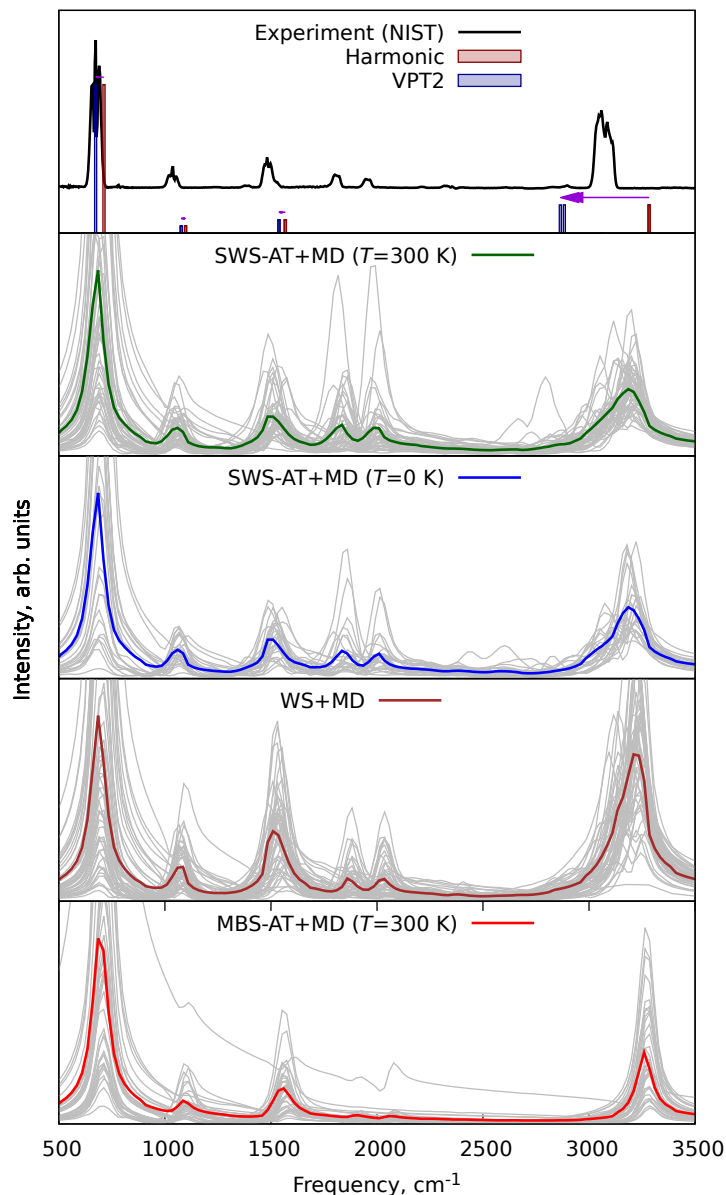 Experiment (NIST)
Harmonic
VPT2
SWS-AT+MD (T=300 K)
SWS-AT+MD (T=0 K)
WS+MD
MBS-AT+MD (T=300 K)
Intensity, arb. units
500 1000 1500 2000 2500 3000 3500
Frequency, cm⁻¹